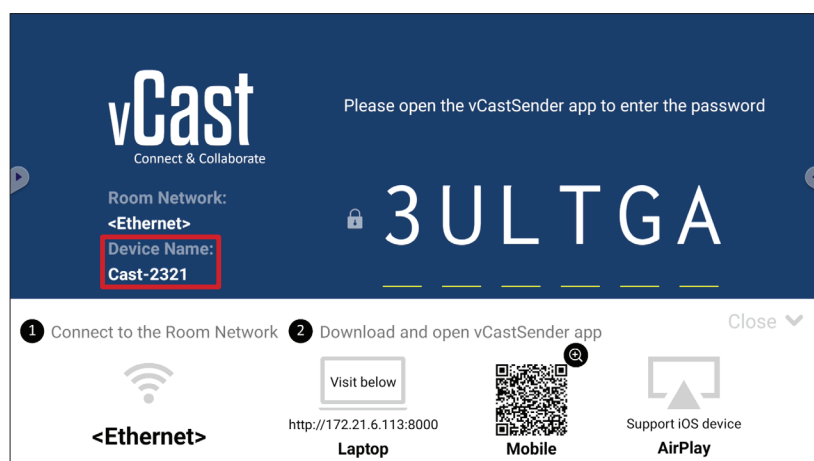 vCast
Connect & Collaborate
Please open the vCastSender app to enter the password
Room Network:
<Ethernet>
Device Name:
Cast-2321
3ULTGA
1 Connect to the Room Network
2 Download and open vCastSender app
Close
<Ethernet>
Visit below
http://172.21.6.113:8000
Laptop
Mobile
Support iOS device
AirPlay